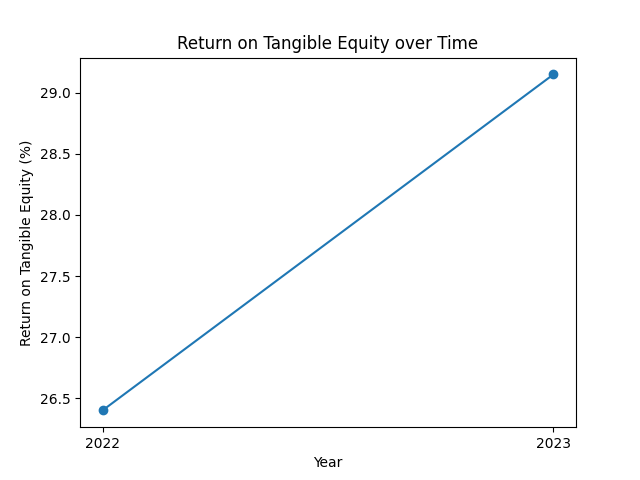 Return on Tangible Equity over Time
Return on Tangible Equity (%)
29.0
28.5
28.0
27.5
27.0
26.5
2022
2023
Year